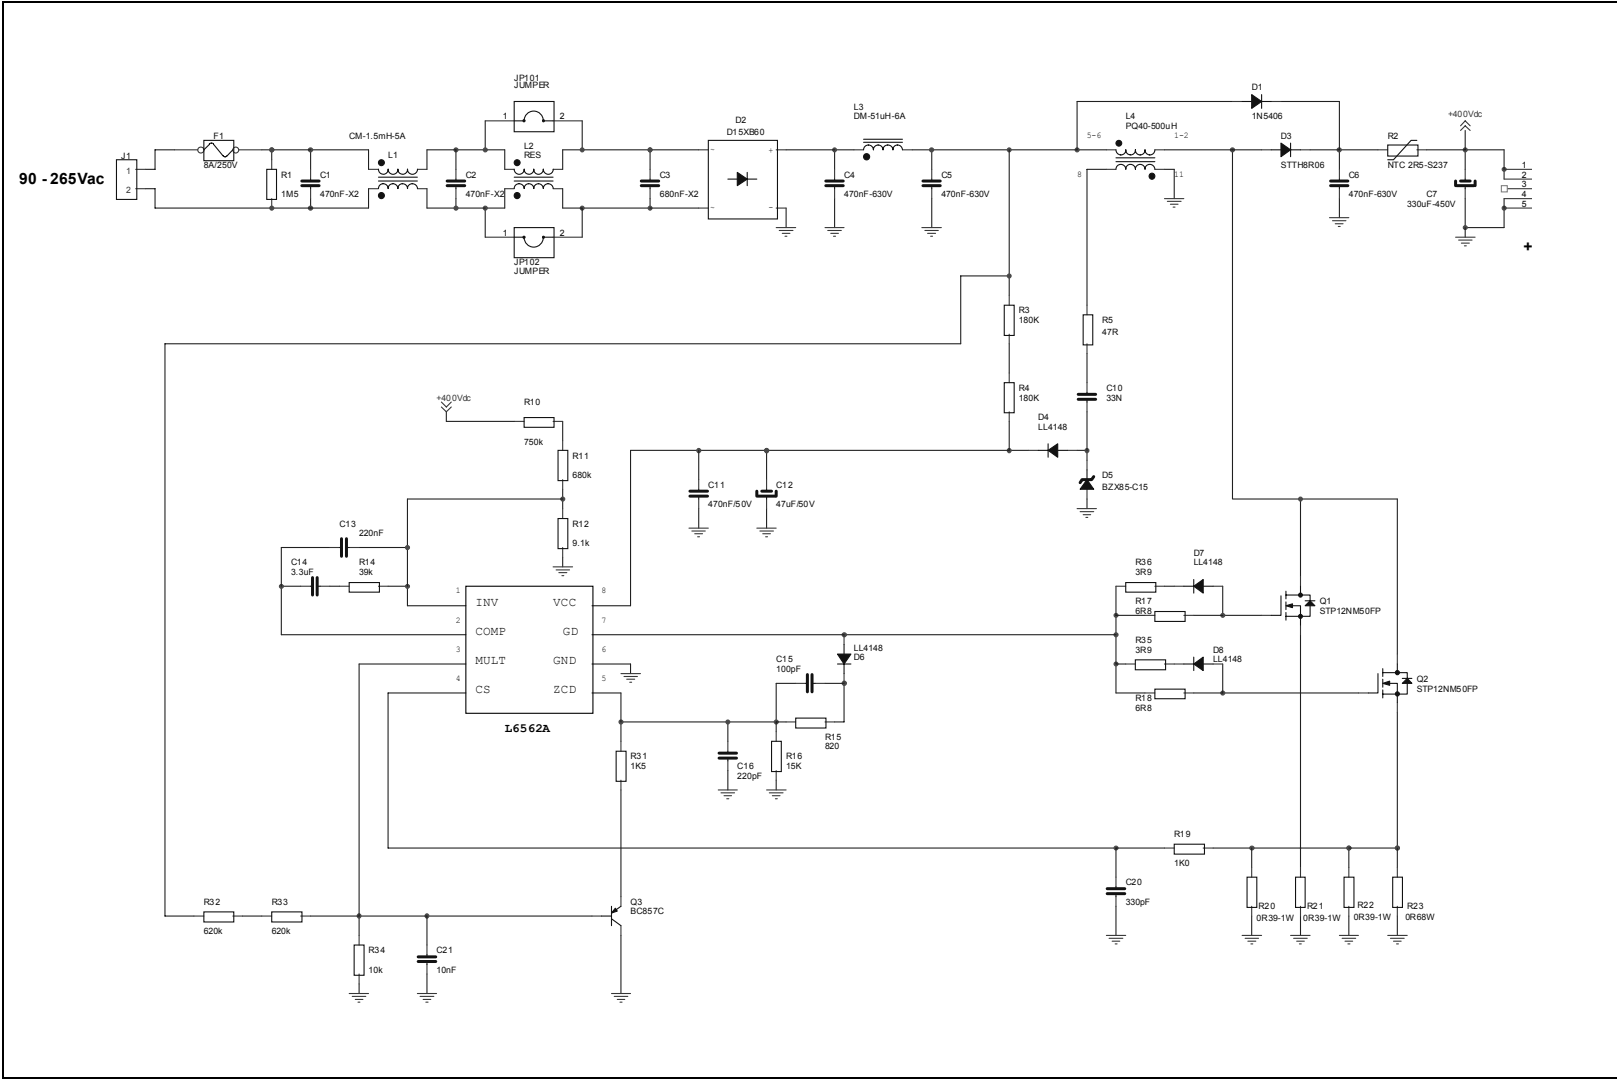 JP101
JUMPER
1
2
D1
1N5406
+400Vdc
L3
DM-51uH-6A
L4
PQ40-500uH
D2
D15XB60
F1
8A/250V
CM-1.5mH-5A
L1
L2
RES
5-6
1-2
D3
STTH8R06
R2
NTC 2R5-S237
J1
1
2
90 - 265Vac
R1
1M5
C1
470nF-X2
C2
470nF-X2
C3
680nF-X2
~
+
~
-
C4
470nF-630V
C5
470nF-630V
8
11
C6
470nF-630V
C7
330uF-450V
1
2
3
4
5
+
1
2
JP102
JUMPER
R3
180K
R5
47R
R4
180K
C10
33N
+400Vdc
R10
750k
D4
LL4148
R11
680k
D5
BZX85-C15
C11
470nF/50V
C12
47uF/50V
R12
9.1k
C13
220nF
C14
3.3uF
R14
39k
1
INV
VCC
8
2
COMP
GD
7
3
MULT
GND
6
4
CS
ZCD
5
L6562A
R36
3R9
D7
LL4148
R17
6R8
Q1
STP12NM50FP
R35
3R9
D8
LL4148
R18
6R8
Q2
STP12NM50FP
LL4148
D6
C15
100pF
R15
820
R31
1K5
C16
220pF
R16
15K
R19
1K0
C20
330pF
R20
0R39-1W
R21
0R39-1W
R22
0R39-1W
R23
0R68W
R32
620k
R33
620k
Q3
BC857C
R34
10k
C21
10nF